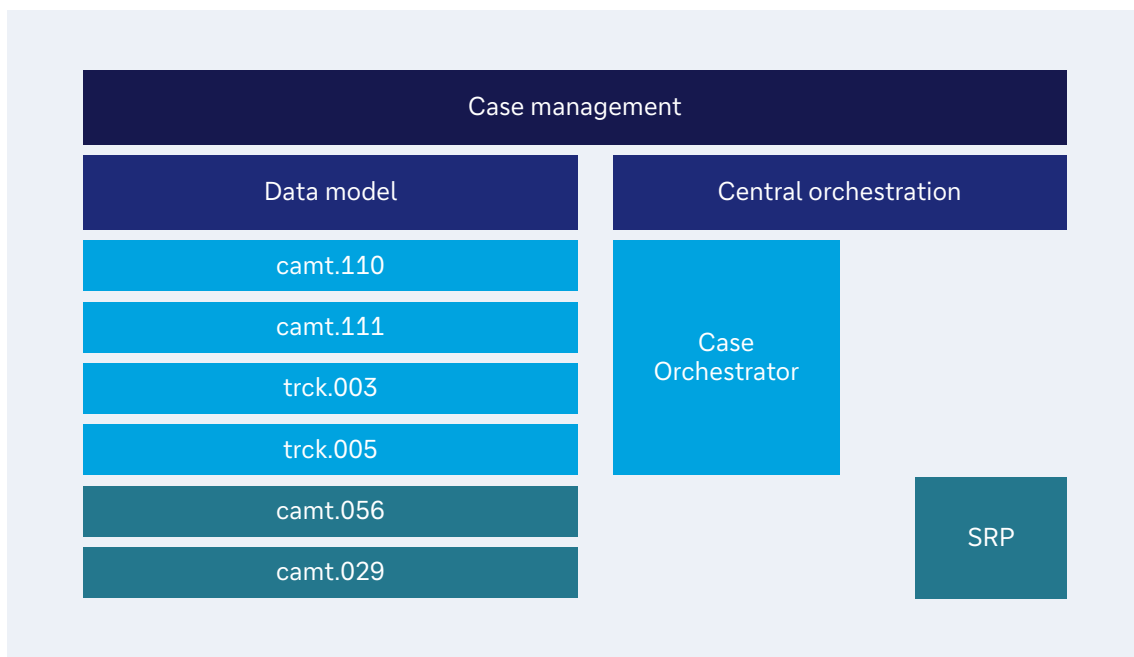 Case management
Data model
Central orchestration
camt.110
camt.111
trck.003
trck.005
camt.056
camt.029
Case
Orchestrator
SRP